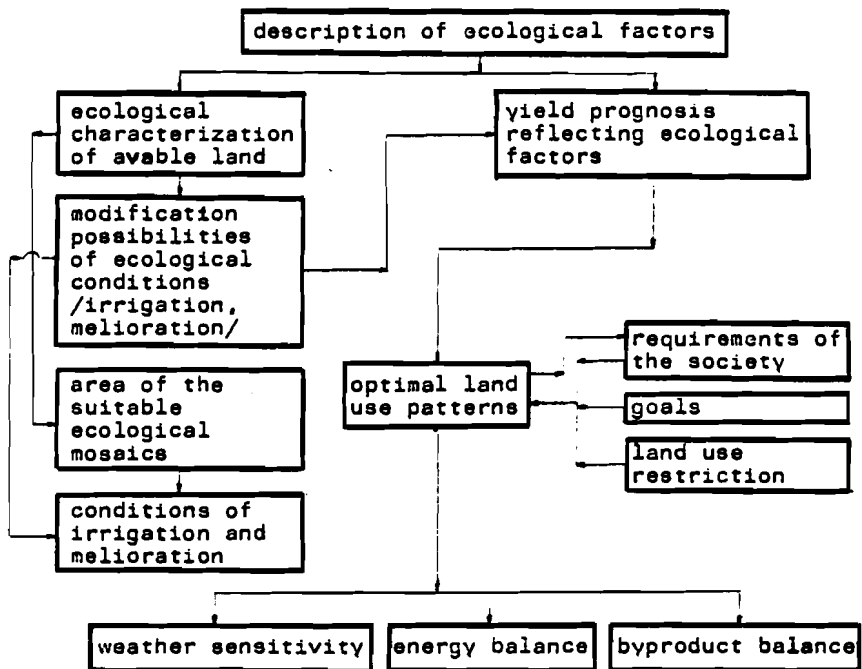 description of ecological factors
ecological
characterization
of avable land
yield prognosis
reflecting ecological
factors
modification
possibilities
of ecological
conditions
/irrigation,
melioration/
requirements of
the society
optimal land
use patterns
goals
land use
restriction
area of the
suitable
ecological
mosaics
conditions of
irrigation and
melioration
weather sensitivity
energy balance
byproduct balance